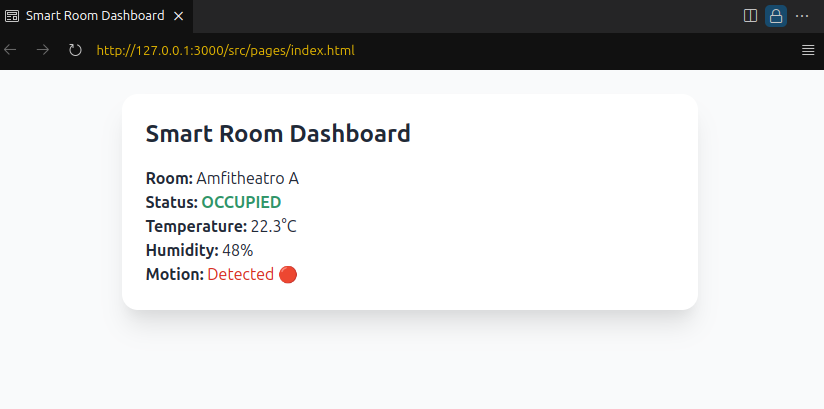 Smart Room Dashboard
http://127.0.0.1:3000/src/pages/index.html
Smart Room Dashboard
Room: Amfitheatro A
Status: OCCUPIED
Temperature: 22.3°C
Humidity: 48%
Motion: Detected 🔴